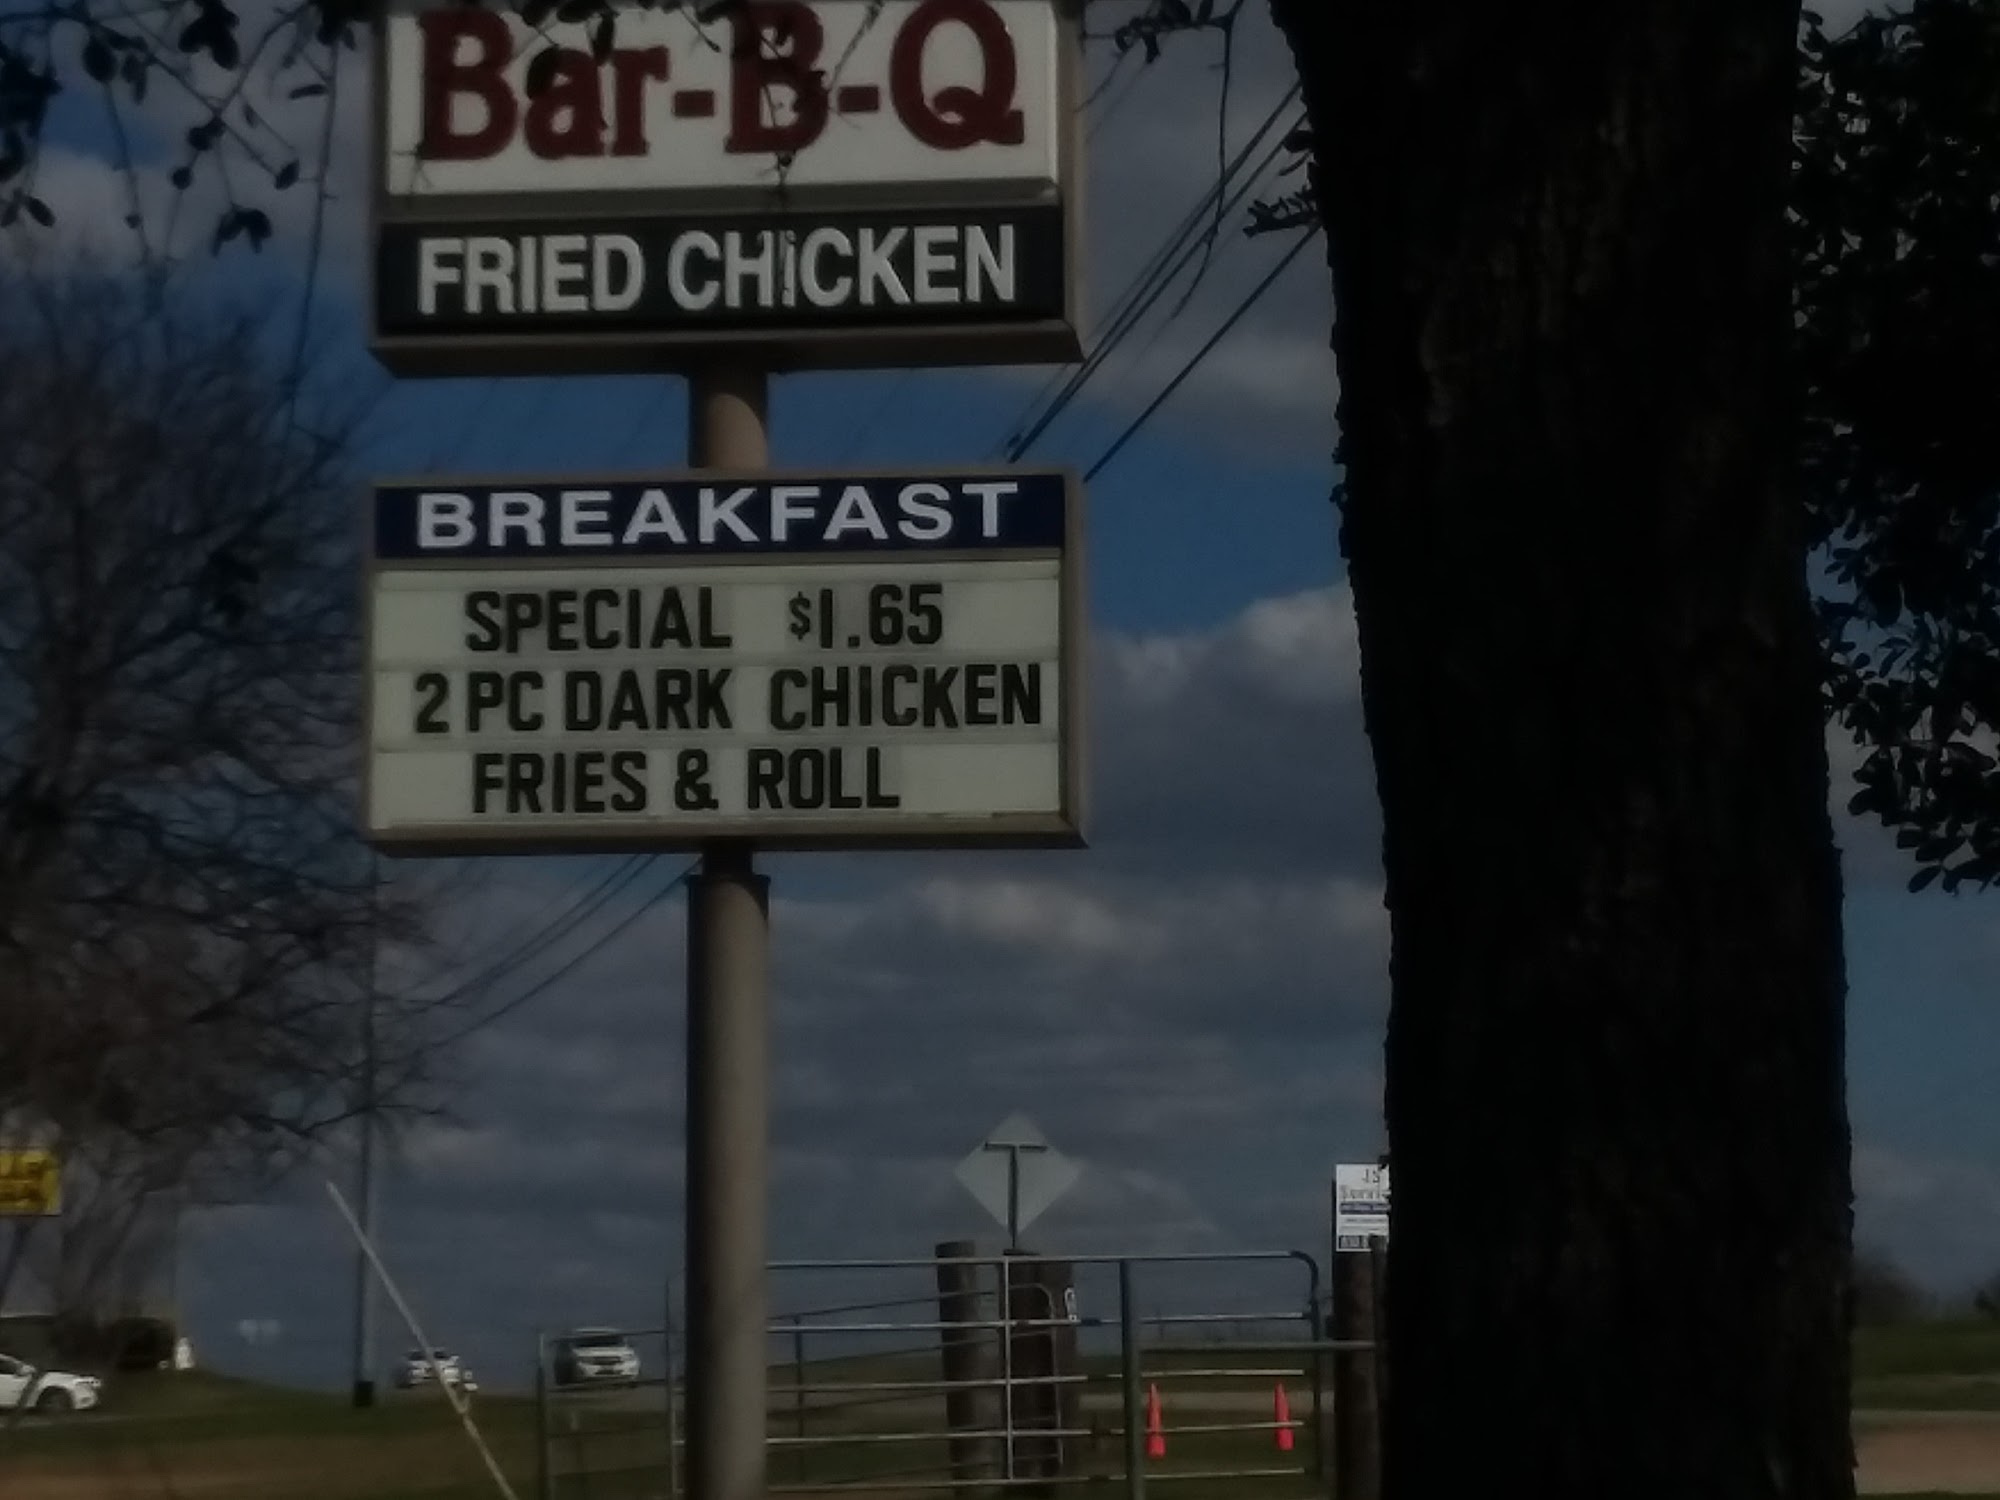 Bar-B-Q
FRIED CHICKEN
BREAKFAST
SPECIAL $1.65
2 PC DARK CHICKEN
FRIES & ROLL